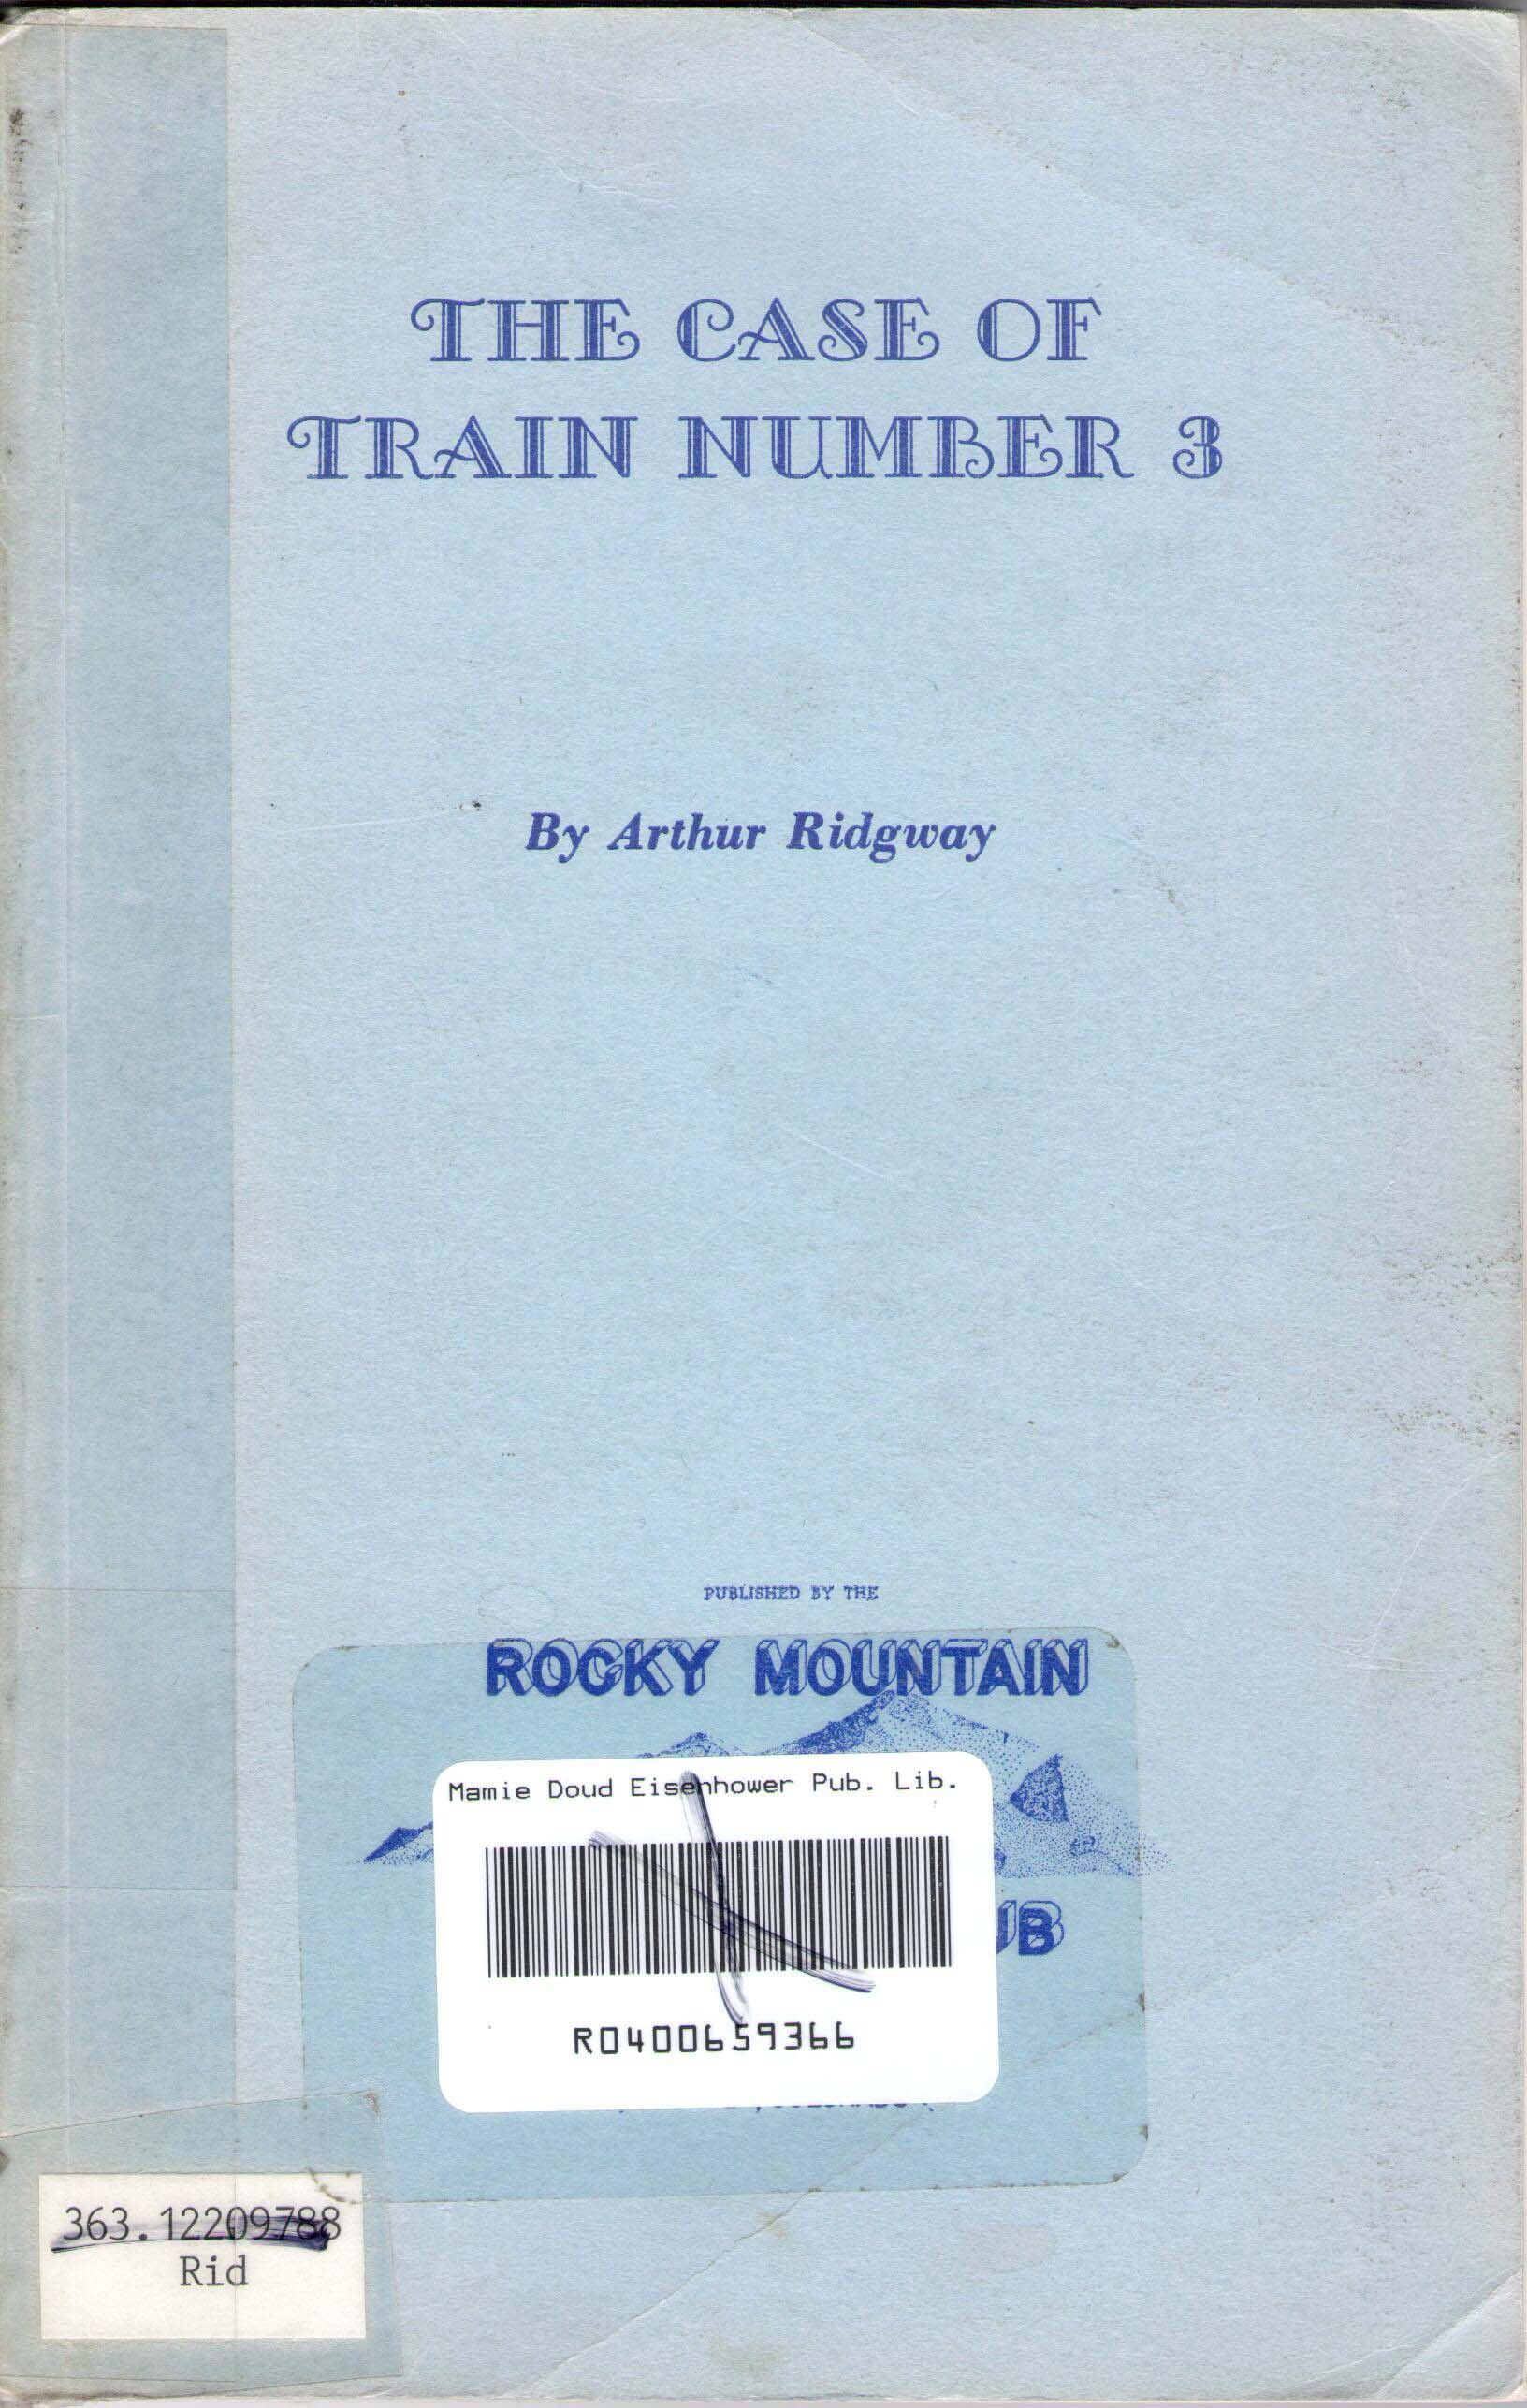 THE CASE OF
TRAIN NUMBER 3
By Arthur Ridgway
PUBLISHED BY THE
ROCKY MOUNTAIN
Mamie Doud Eisenhower Pub. Lib.
UB
R0400659366
363.12209788
Rid